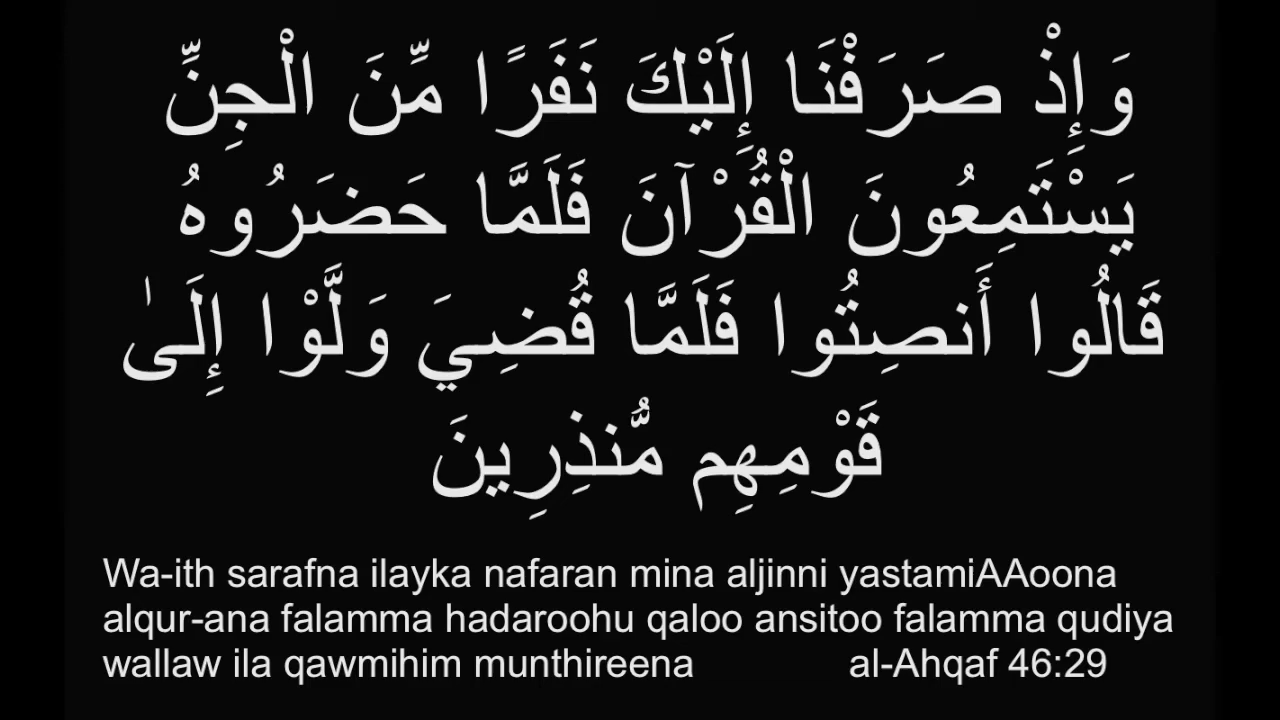 وَإِذْ صَرَفْنَا إِلَيْكَ نَفَرًا مِّنَ الْجِنِّ
يَسْتَمِعُونَ الْقُرْآنَ فَلَمَّا حَضَرُوهُ
قَالُوا أَنصِتُوا فَلَمَّا قُضِيَ وَلَّوْا إِلَىٰ
قَوْمِهِم مُّنذِرِينَ
Wa-ith sarafna ilayka nafaran mina aljinni yastamiAAoona
alqur-ana falamma hadaroohu qaloo ansitoo falamma qudiya
wallaw ila qawmihim munthireena al-Ahqaf 46:29